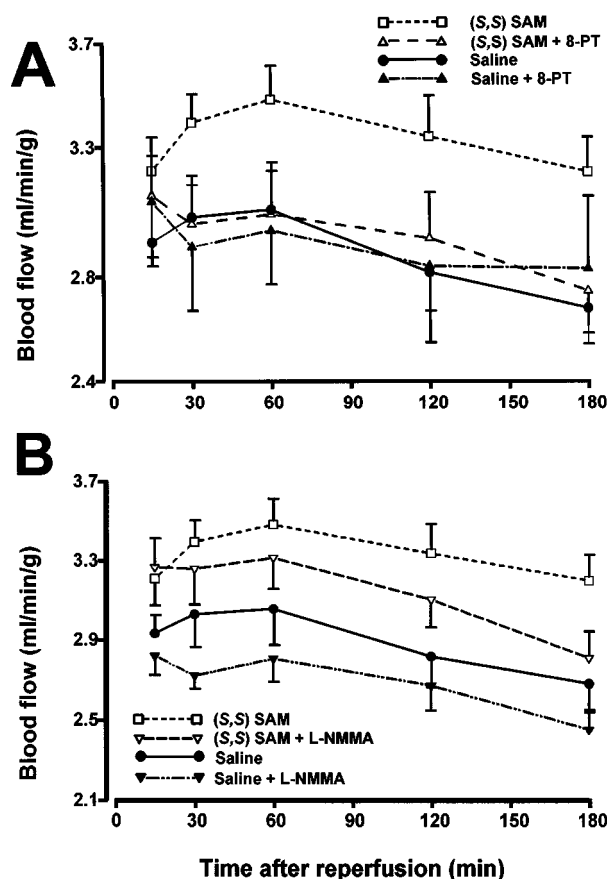 A
(S,S) SAM
(S,S) SAM + 8-PT
Saline
Saline + 8-PT
Blood flow (ml/min/g)
3.7
3.3
2.8
2.4
0 30 60 90 120 150 180
B
Blood flow (ml/min/g)
3.7
3.3
2.9
2.5
2.1
(S,S) SAM
(S,S) SAM + L-NMMA
Saline
Saline + L-NMMA
0 30 60 90 120 150 180
Time after reperfusion (min)